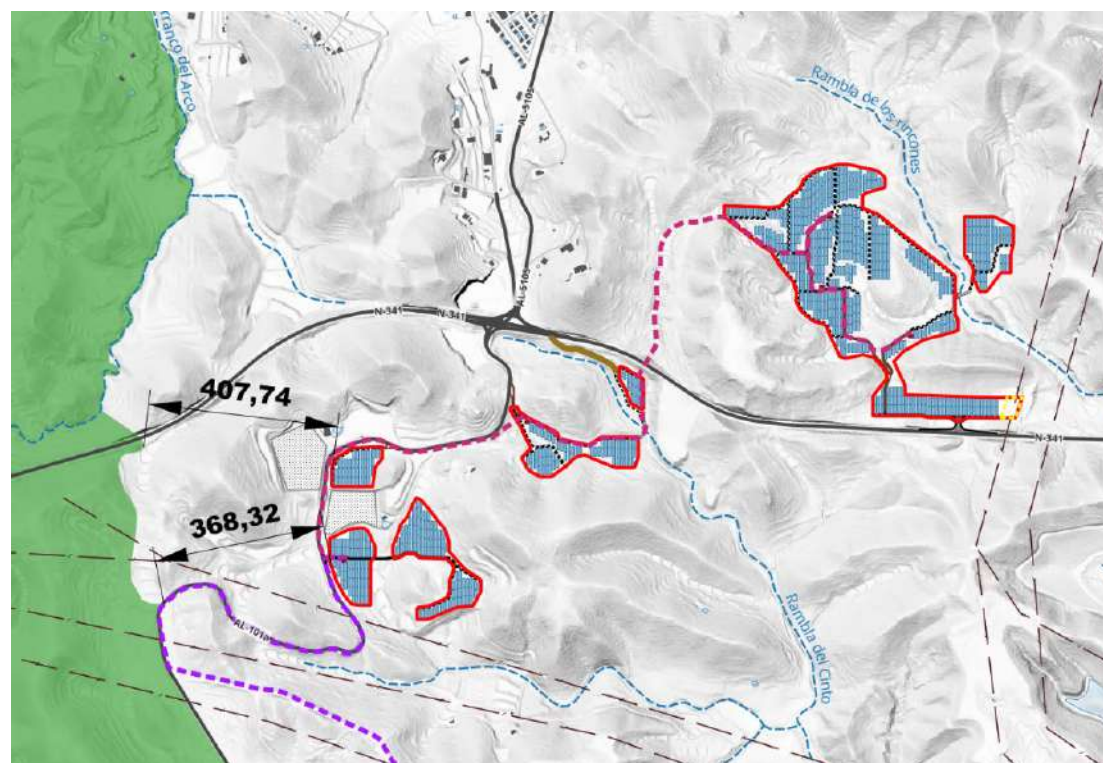 rranco del Arco
AL-5105
Rambla de los rincones
AL-5105
N-341
N-341
407,74
N-341
368,32
AL-1010
Rambla del Cinto